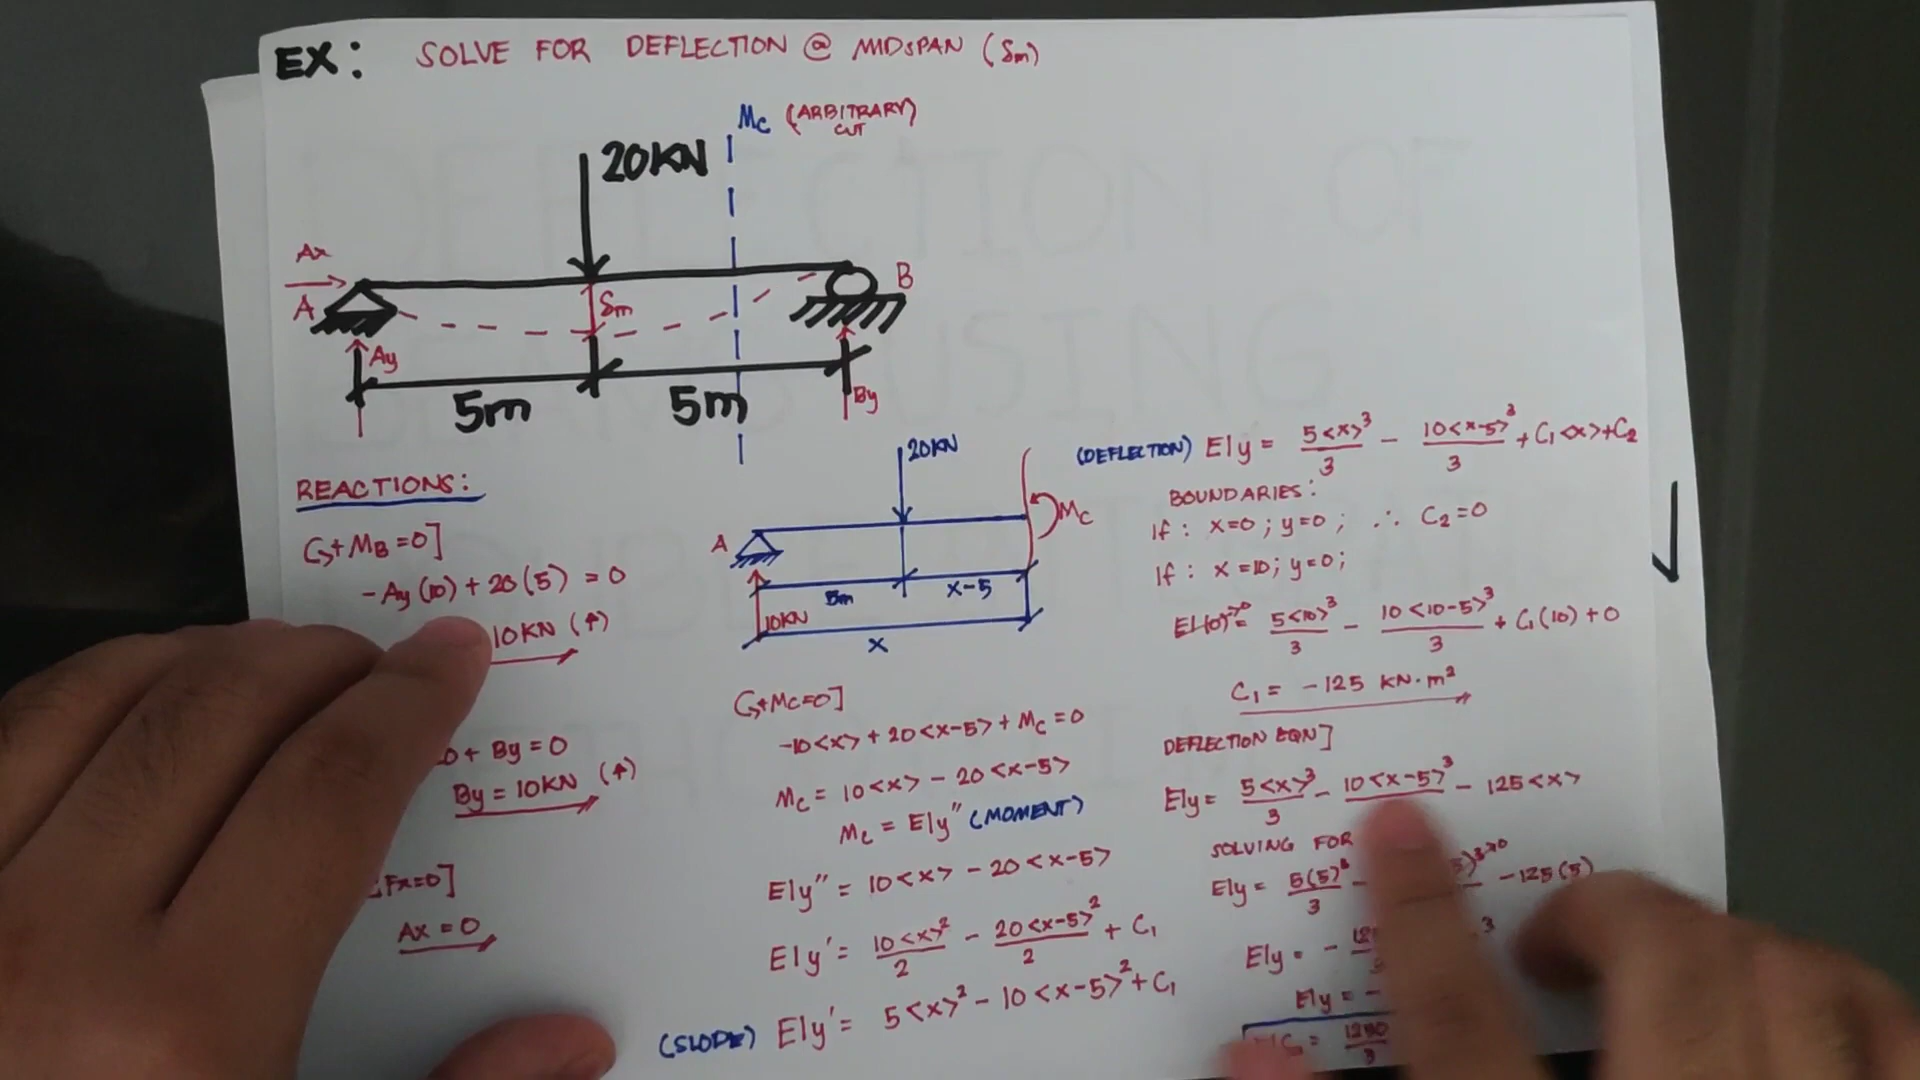 EX: SOLVE FOR DEFLECTION @ MIDSPAN (δm)
Mc (ARBITRARY)
CUT
20KN
Ax
A
δm
B
Ay
By
5m
5m
REACTIONS:
+MB=0]
-Ay(10)+20(5)=0
10KN (↑)
+ By = 0
By = 10KN (↑)
Fx=0]
Ax = 0
20KN
A
Mc
5m
x-5
10KN
x
+Mc=0]
-10<x>+20<x-5>+Mc=0
Mc = 10<x> - 20<x-5>
Mc = EIy" (MOMENT)
EIy" = 10<x> - 20<x-5>
EIy' = 10<x>²/2 - 20<x-5>²/2 + C₁
(SLOPE) EIy' = 5<x>² - 10<x-5>² + C₁
(DEFLECTION) EIy = 5<x>³/3 - 10<x-5>³/3 + C₁<x>+C₂
BOUNDARIES:
If: x=0; y=0; ∴ C₂=0
If: x=10; y=0;
EI(0)→0 = 5<10>³/3 - 10<10-5>³/3 + C₁(10)+0
C₁ = -125 KN·m²
DEFLECTION EQN]
EIy = 5<x>³/3 - 10<x-5>³/3 - 125<x>
SOLVING FOR
EIy = 5(5)³/3 - -125(5)
EIy = -
EIy = -
1250/3